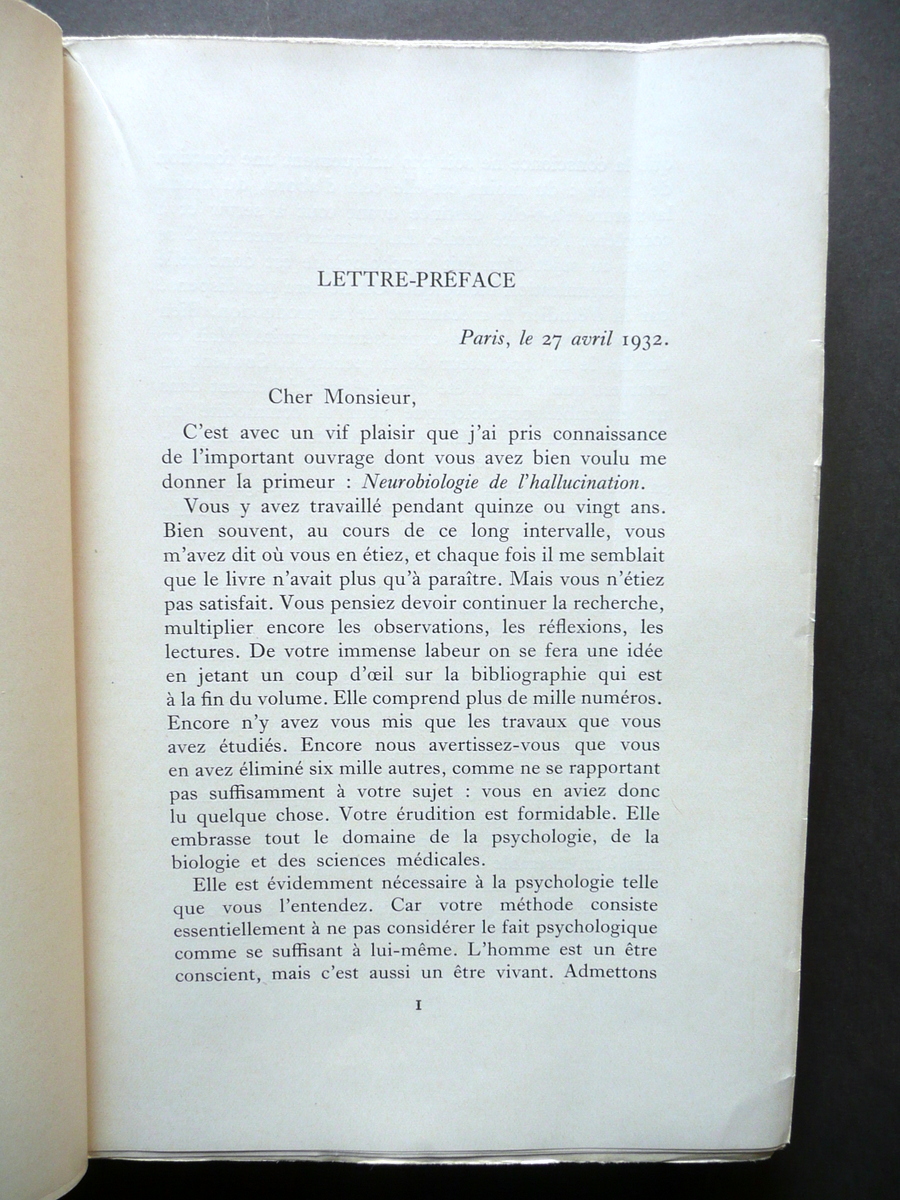 LETTRE-PRÉFACE
Paris, le 27 avril 1932.
Cher Monsieur,
C'est avec un vif plaisir que j'ai pris connaissance
de l'important ouvrage dont vous avez bien voulu me
donner la primeur : Neurobiologie de l'hallucination.
Vous y avez travaillé pendant quinze ou vingt ans.
Bien souvent, au cours de ce long intervalle, vous
m'avez dit où vous en étiez, et chaque fois il me semblait
que le livre n'avait plus qu'à paraître. Mais vous n'étiez
pas satisfait. Vous pensiez devoir continuer la recherche,
multiplier encore les observations, les réflexions, les
lectures. De votre immense labeur on se fera une idée
en jetant un coup d'œil sur la bibliographie qui est
à la fin du volume. Elle comprend plus de mille numéros.
Encore n'y avez vous mis que les travaux que vous
avez étudiés. Encore nous avertissez-vous que vous
en avez éliminé six mille autres, comme ne se rapportant
pas suffisamment à votre sujet : vous en aviez donc
lu quelque chose. Votre érudition est formidable. Elle
embrasse tout le domaine de la psychologie, de la
biologie et des sciences médicales.
Elle est évidemment nécessaire à la psychologie telle
que vous l'entendez. Car votre méthode consiste
essentiellement à ne pas considérer le fait psychologique
comme se suffisant à lui-même. L'homme est un être
conscient, mais c'est aussi un être vivant. Admettons
I